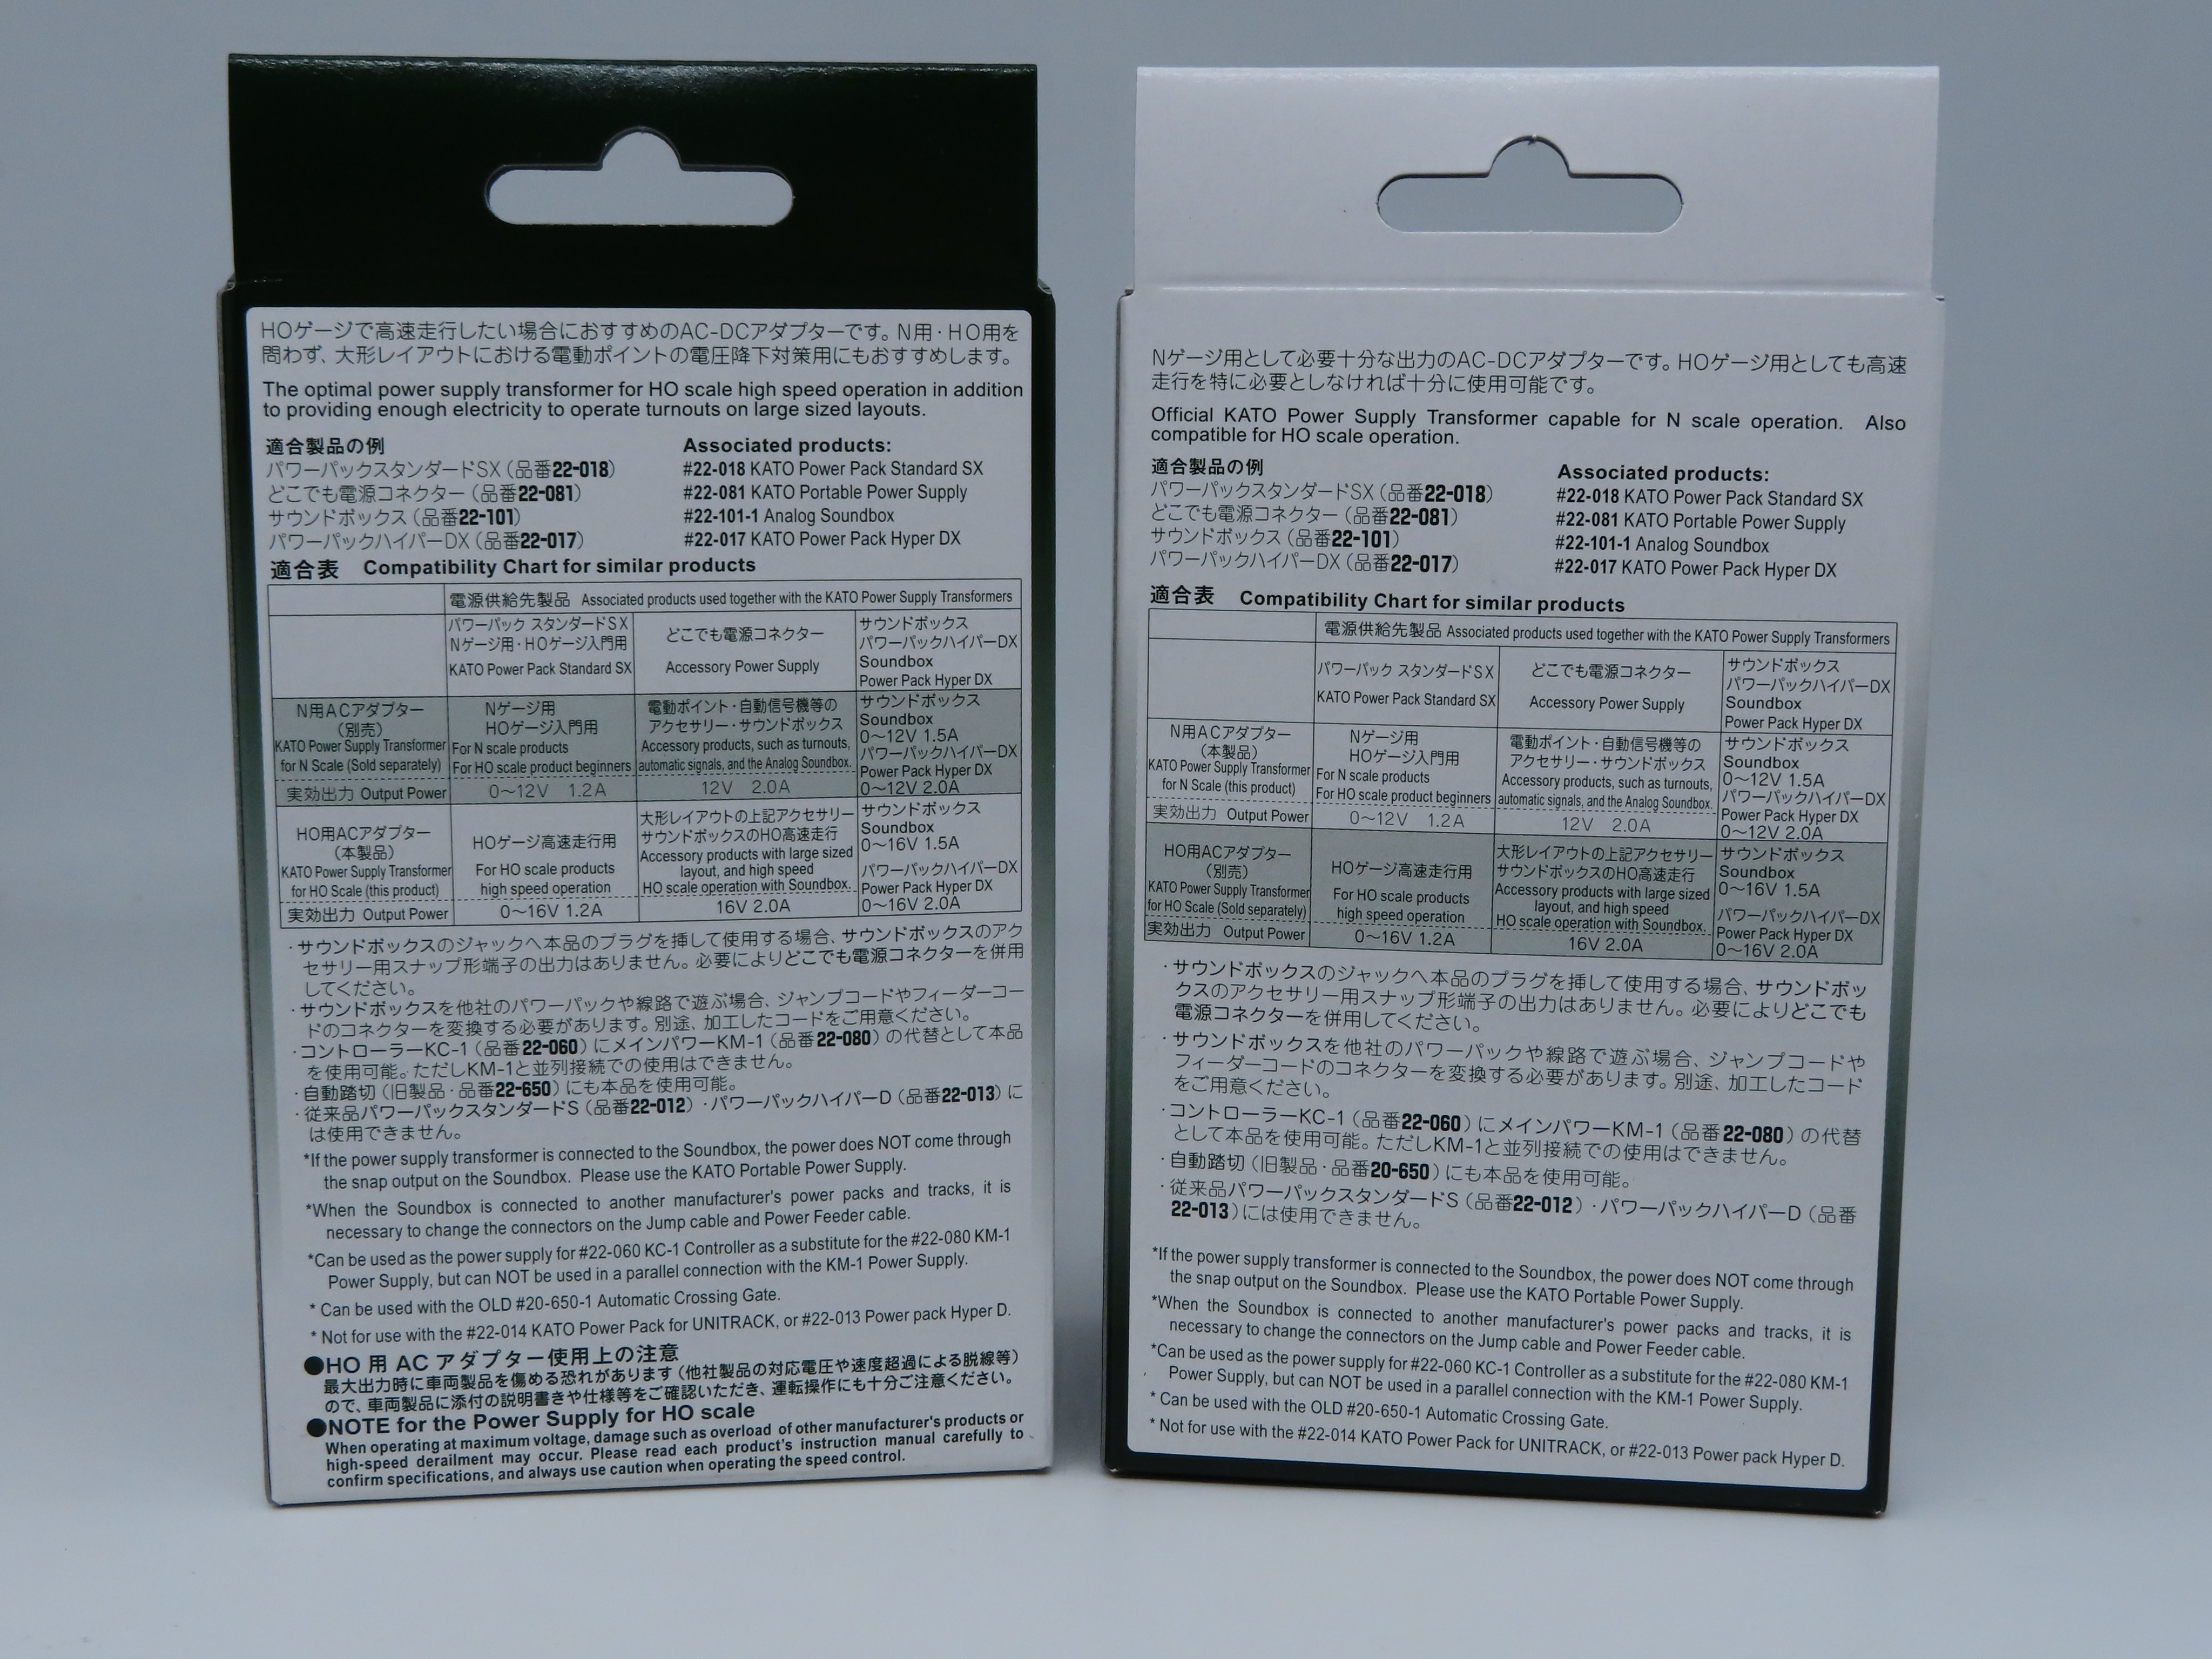 HOゲージで高速走行したい場合におすすめのAC-DCアダプターです。N用・HO用を
問わず、大形レイアウトにおける電動ポイントの電圧降下対策用にもおすすめします。
The optimal power supply transformer for HO scale high speed operation in addition
to providing enough electricity to operate turnouts on large sized layouts.
適合製品の例
パワーパックスタンダードSX（品番22-018）
どこでも電源コネクター（品番22-081）
サウンドボックス（品番22-101）
パワーパックハイパーDX（品番22-017）
Associated products:
#22-018 KATO Power Pack Standard SX
#22-081 KATO Portable Power Supply
#22-101-1 Analog Soundbox
#22-017 KATO Power Pack Hyper DX
適合表 Compatibility Chart for similar products
電源供給先製品 Associated products used together with the KATO Power Supply Transformers
パワーパック スタンダードSX
Nゲージ用・HOゲージ入門用
KATO Power Pack Standard SX
どこでも電源コネクター
Accessory Power Supply
サウンドボックス
パワーパックハイパーDX
Soundbox
Power Pack Hyper DX
N用ACアダプター
（別売）
KATO Power Supply Transformer
for N Scale (Sold separately)
Nゲージ用
HOゲージ入門用
For N scale products
For HO scale product beginners
電動ポイント・自動信号機等の
アクセサリー・サウンドボックス
Accessory products, such as turnouts,
automatic signals, and the Analog Soundbox.
サウンドボックス
Soundbox
0～12V 1.5A
パワーパックハイパーDX
Power Pack Hyper DX
0～12V 2.0A
実効出力 Output Power
0～12V 1.2A
12V 2.0A
HO用ACアダプター
（本製品）
KATO Power Supply Transformer
for HO Scale (this product)
HOゲージ高速走行用
For HO scale products
high speed operation
大形レイアウトの上記アクセサリー
サウンドボックスのHO高速走行
Accessory products with large sized
layout, and high speed
HO scale operation with Soundbox.
サウンドボックス
Soundbox
0～16V 1.5A
パワーパックハイパーDX
Power Pack Hyper DX
0～16V 2.0A
実効出力 Output Power
0～16V 1.2A
16V 2.0A
・サウンドボックスのジャックへ本品のプラグを挿して使用する場合、サウンドボックスのアク
セサリー用スナップ形端子の出力はありません。必要によりどこでも電源コネクターを併用
してください。
・サウンドボックスを他社のパワーパックや線路で遊ぶ場合、ジャンプコードやフィーダーコー
ドのコネクターを変換する必要があります。別途、加工したコードをご用意ください。
・コントローラーKC-1（品番22-060）にメインパワーKM-1（品番22-080）の代替として本品
を使用可能。ただしKM-1と並列接続での使用はできません。
・自動踏切（旧製品・品番22-650）にも本品を使用可能。
・従来品パワーパックスタンダードS（品番22-012）・パワーパックハイパーD（品番22-013）に
は使用できません。
*If the power supply transformer is connected to the Soundbox, the power does NOT come through
the snap output on the Soundbox. Please use the KATO Portable Power Supply.
*When the Soundbox is connected to another manufacturer's power packs and tracks, it is
necessary to change the connectors on the Jump cable and Power Feeder cable.
*Can be used as the power supply for #22-060 KC-1 Controller as a substitute for the #22-080 KM-1
Power Supply, but can NOT be used in a parallel connection with the KM-1 Power Supply.
* Can be used with the OLD #20-650-1 Automatic Crossing Gate.
* Not for use with the #22-014 KATO Power Pack for UNITRACK, or #22-013 Power pack Hyper D.
●HO 用 AC アダプター使用上の注意
最大出力時に車両製品を傷める恐れがあります（他社製品の対応電圧や速度超過による脱線等）
ので、車両製品に添付の説明書きや仕様等をご確認いただき、運転操作にも十分ご注意ください。
●NOTE for the Power Supply for HO scale
When operating at maximum voltage, damage such as overload of other manufacturer's products or
high-speed derailment may occur. Please read each product's instruction manual carefully to
confirm specifications, and always use caution when operating the speed control.
Nゲージ用として必要十分な出力のAC-DCアダプターです。HOゲージ用としても高速
走行を特に必要としなければ十分に使用可能です。
Official KATO Power Supply Transformer capable for N scale operation. Also
compatible for HO scale operation.
適合製品の例
パワーパックスタンダードSX（品番22-018）
どこでも電源コネクター（品番22-081）
サウンドボックス（品番22-101）
パワーパックハイパーDX（品番22-017）
Associated products:
#22-018 KATO Power Pack Standard SX
#22-081 KATO Portable Power Supply
#22-101-1 Analog Soundbox
#22-017 KATO Power Pack Hyper DX
適合表 Compatibility Chart for similar products
電源供給先製品 Associated products used together with the KATO Power Supply Transformers
パワーパック スタンダードSX
KATO Power Pack Standard SX
どこでも電源コネクター
Accessory Power Supply
サウンドボックス
パワーパックハイパーDX
Soundbox
Power Pack Hyper DX
N用ACアダプター
（本製品）
KATO Power Supply Transformer
for N Scale (this product)
Nゲージ用
HOゲージ入門用
For N scale products
For HO scale product beginners
電動ポイント・自動信号機等の
アクセサリー・サウンドボックス
Accessory products, such as turnouts,
automatic signals, and the Analog Soundbox.
サウンドボックス
Soundbox
0～12V 1.5A
パワーパックハイパーDX
Power Pack Hyper DX
0～12V 2.0A
実効出力 Output Power
0～12V 1.2A
12V 2.0A
HO用ACアダプター
（別売）
KATO Power Supply Transformer
for HO Scale (Sold separately)
HOゲージ高速走行用
For HO scale products
high speed operation
大形レイアウトの上記アクセサリー
サウンドボックスのHO高速走行
Accessory products with large sized
layout, and high speed
HO scale operation with Soundbox.
サウンドボックス
Soundbox
0～16V 1.5A
パワーパックハイパーDX
Power Pack Hyper DX
0～16V 2.0A
実効出力 Output Power
0～16V 1.2A
16V 2.0A
・サウンドボックスのジャックへ本品のプラグを挿して使用する場合、サウンドボッ
クスのアクセサリー用スナップ形端子の出力はありません。必要によりどこでも
電源コネクターを併用してください。
・サウンドボックスを他社のパワーパックや線路で遊ぶ場合、ジャンプコードや
フィーダーコードのコネクターを変換する必要があります。別途、加工したコード
をご用意ください。
・コントローラーKC-1（品番22-060）にメインパワーKM-1（品番22-080）の代替
として本品を使用可能。ただしKM-1と並列接続での使用はできません。
・自動踏切（旧製品・品番20-650）にも本品を使用可能。
・従来品パワーパックスタンダードS（品番22-012）・パワーパックハイパーD（品番
22-013）には使用できません。
*If the power supply transformer is connected to the Soundbox, the power does NOT come through
the snap output on the Soundbox. Please use the KATO Portable Power Supply.
*When the Soundbox is connected to another manufacturer's power packs and tracks, it is
necessary to change the connectors on the Jump cable and Power Feeder cable.
*Can be used as the power supply for #22-060 KC-1 Controller as a substitute for the #22-080 KM-1
Power Supply, but can NOT be used in a parallel connection with the KM-1 Power Supply.
* Can be used with the OLD #20-650-1 Automatic Crossing Gate.
* Not for use with the #22-014 KATO Power Pack for UNITRACK, or #22-013 Power pack Hyper D.